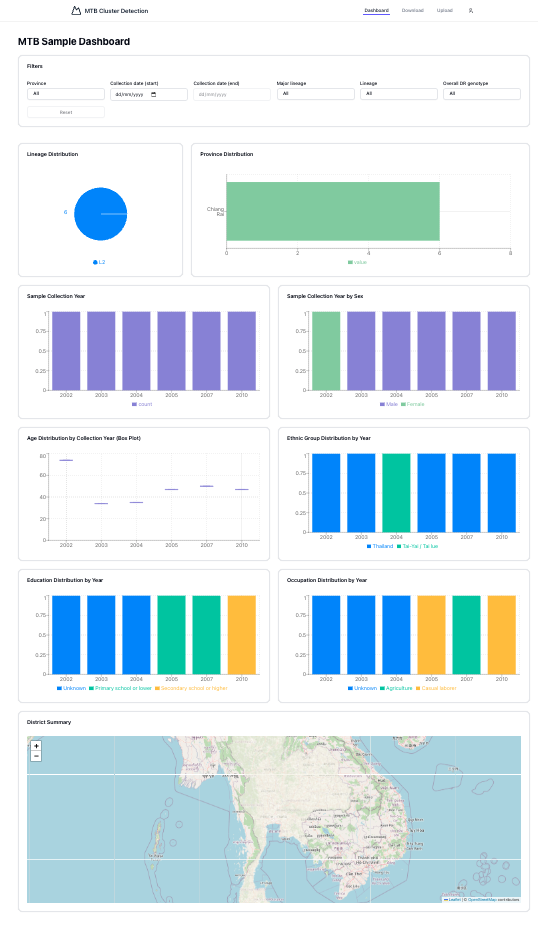 MTB Cluster Detection
Dashboard Download Upload
MTB Sample Dashboard
Filters
Province Collection date (start) Collection date (end) Major lineage Lineage Overall DR genotype
All dd/mm/yyyy dd/mm/yyyy All All All
Reset
Lineage Distribution
6
L2
Province Distribution
Chiang
Rai
0 2 4 6 8
value
Sample Collection Year
1
0.75
0.5
0.25
0
2002 2003 2004 2005 2007 2010
count
Sample Collection Year by Sex
1
0.75
0.5
0.25
0
2002 2003 2004 2005 2007 2010
Male Female
Age Distribution by Collection Year (Box Plot)
80
60
40
20
0
2002 2003 2004 2005 2007 2010
Ethnic Group Distribution by Year
1
0.75
0.5
0.25
0
2002 2003 2004 2005 2007 2010
Thailand Tai-tai / Tai lue
Education Distribution by Year
1
0.75
0.5
0.25
0
2002 2003 2004 2005 2007 2010
Unknown Primary school or lower Secondary school or higher
Occupation Distribution by Year
1
0.75
0.5
0.25
0
2002 2003 2004 2005 2007 2010
Unknown Agriculture Casual laborer
District Summary
+
−
Leaflet | © OpenStreetMap contributors